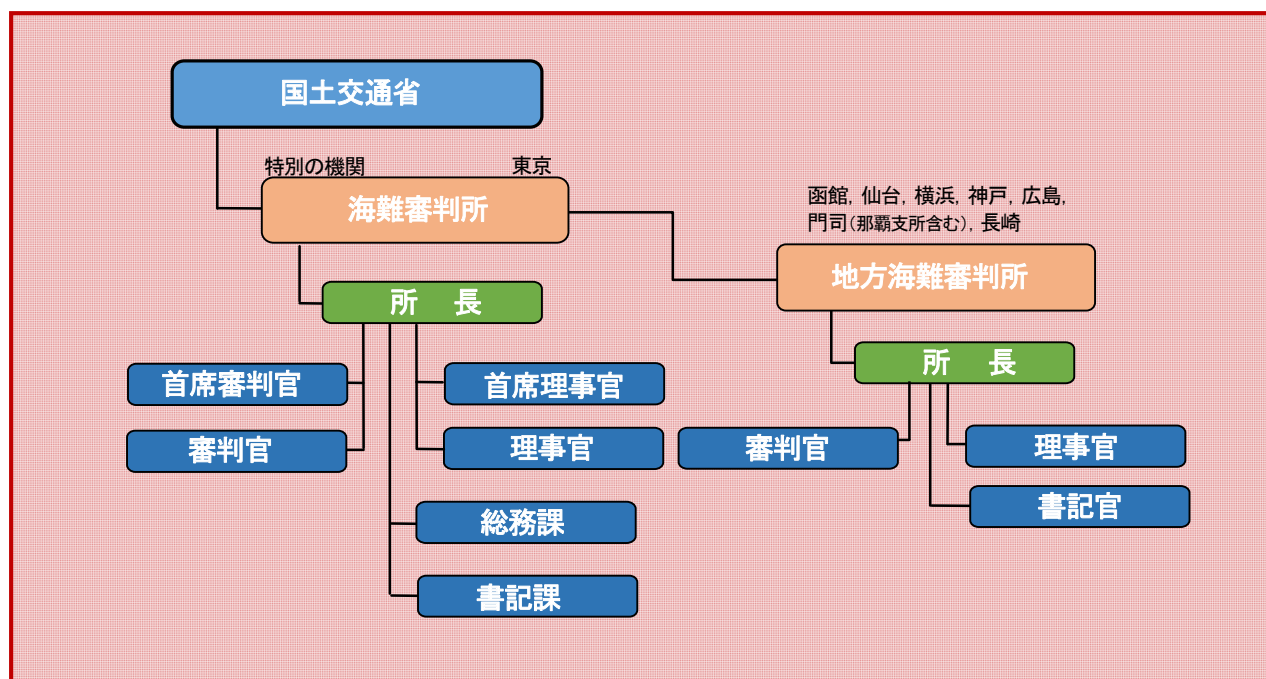 国土交通省
特別の機関
東京
海難審判所
函館, 仙台, 横浜, 神戸, 広島,
門司(那覇支所含む), 長崎
地方海難審判所
所　長
所　長
首席審判官
首席理事官
審判官
理事官
審判官
理事官
総務課
書記官
書記課